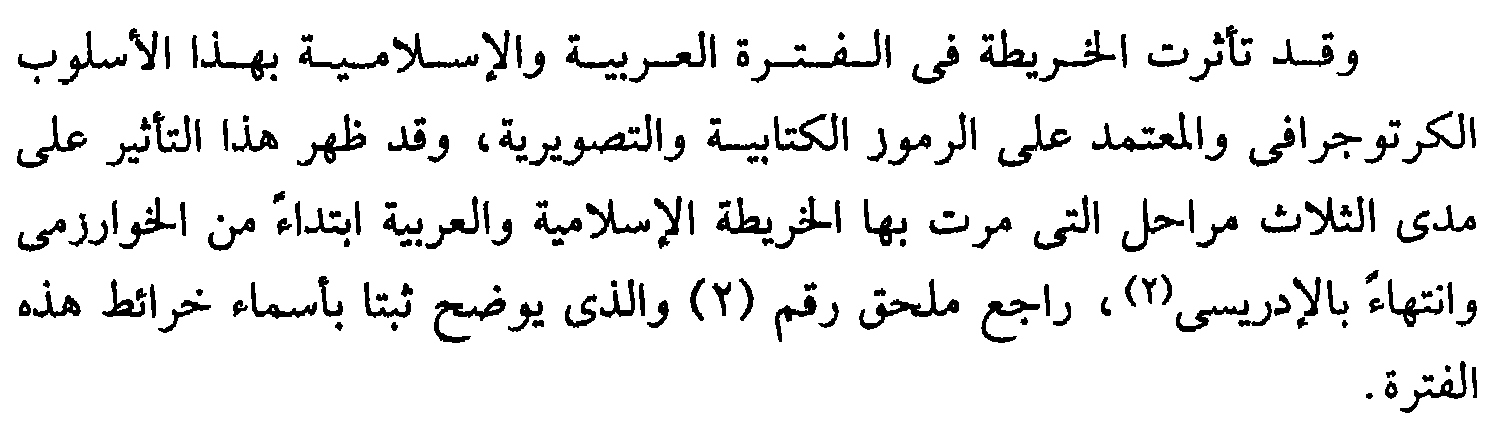 وقد تأثرت الخريطة فى الفترة العربية والإسلامية بهذا الأسلوب
الكرتوجرافى والمعتمد على الرموز الكتابية والتصويرية، وقد ظهر هذا التأثير على
مدى الثلاث مراحل التى مرت بها الخريطة الإسلامية والعربية ابتداءً من الخوارزمى
وانتهاءً بالإدريسى(٢)، راجع ملحق رقم (٢) والذى يوضح ثبتا بأسماء خرائط هذه
الفترة.